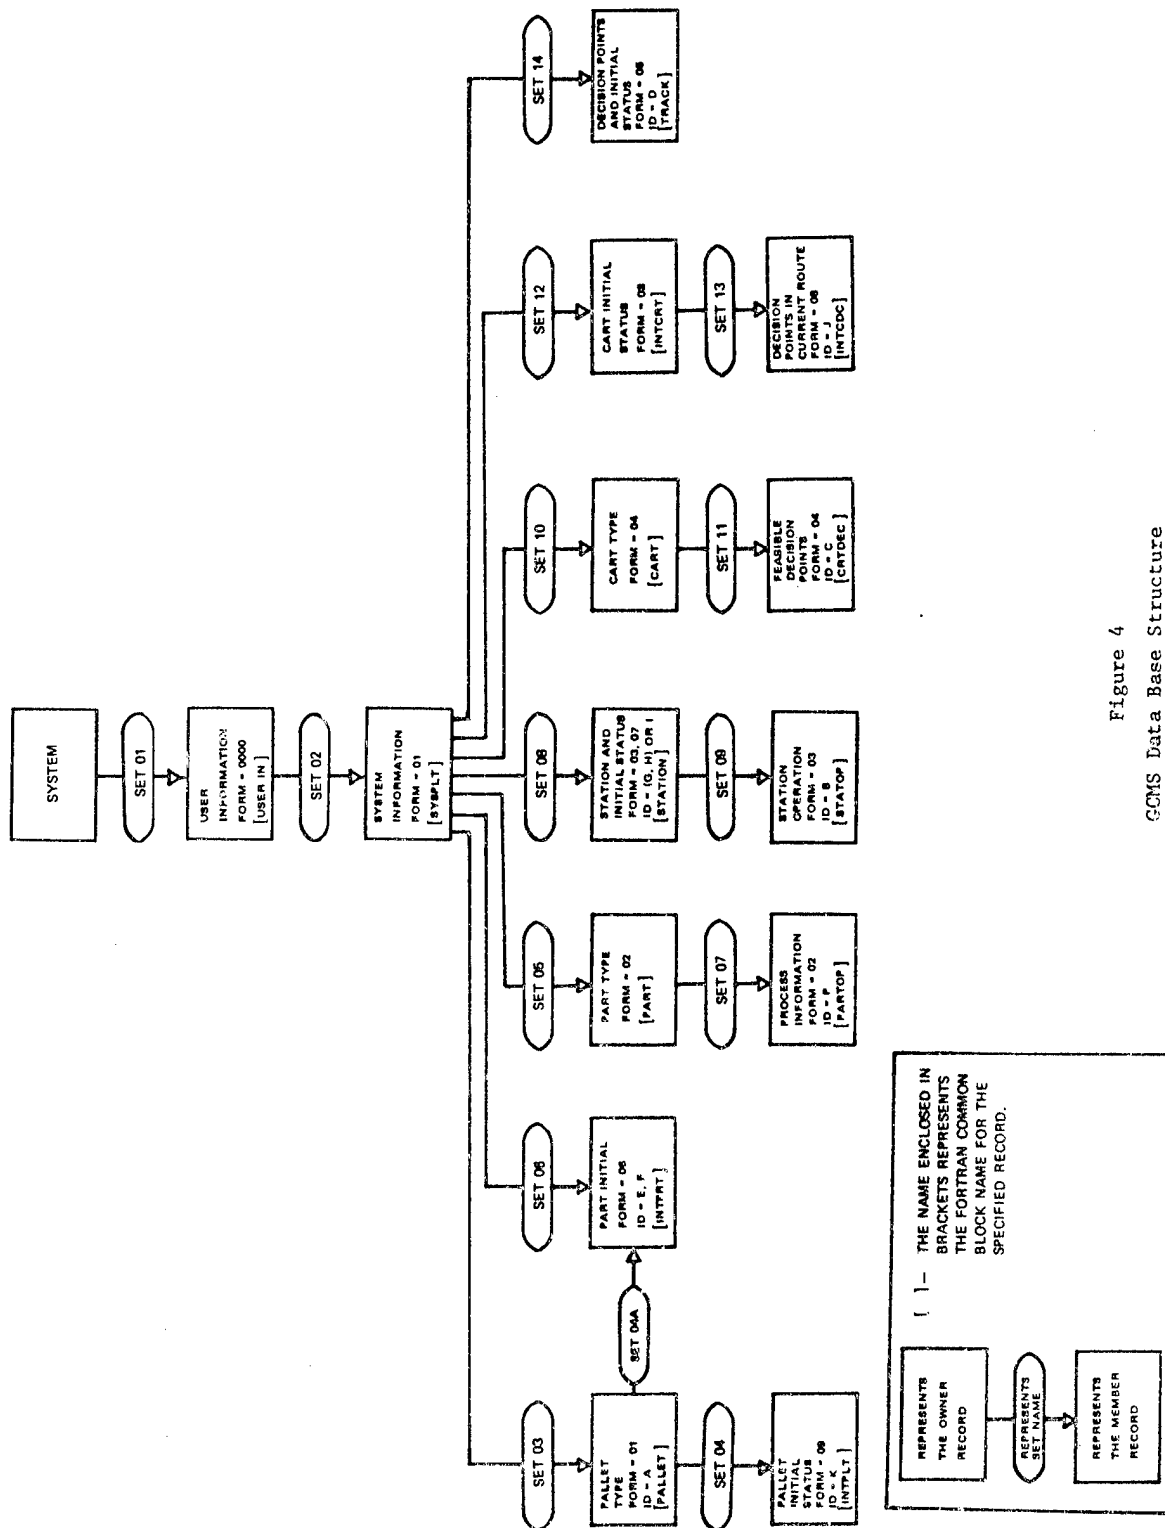 SYSTEM
SET 01
USER
INFORMATION
FORM = 0000
[USER IN]
SET 02
SYSTEM
INFORMATION
FORM = 01
[SYSPLT]
SET 03
PALLET
TYPE
FORM = 01
ID = A
[PALLET]
SET 04
PALLET
INITIAL
STATUS
FORM = 09
ID = K
[INTPLT]
SET 04A
SET 06
PART INITIAL
FORM = 05
ID = E, F
[INTPRT]
SET 05
PART TYPE
FORM = 02
[PART]
SET 07
PROCESS
INFORMATION
FORM = 02
ID = P
[PARTOP]
SET 08
STATION AND
INITIAL STATUS
FORM = 03, 07
ID = (G, H) OR I
[STATION]
SET 09
STATION
OPERATION
FORM = 03
ID = B
[STATOP]
SET 10
CART TYPE
FORM = 04
[CART]
SET 11
FEASIBLE
DECISION
POINTS
FORM = 04
ID = C
[CRTDEC]
SET 12
CART INITIAL
STATUS
FORM = 08
[INTCRT]
SET 13
DECISION
POINTS IN
CURRENT ROUTE
FORM = 08
ID = J
[INTCDC]
SET 14
DECISION POINTS
AND INITIAL
STATUS
FORM = 06
ID = D
[TRACK]
REPRESENTS
THE OWNER
RECORD
REPRESENTS
SET NAME
REPRESENTS
THE MEMBER
RECORD
[ ]— THE NAME ENCLOSED IN
BRACKETS REPRESENTS
THE FORTRAN COMMON
BLOCK NAME FOR THE
SPECIFIED RECORD.
Figure 4
GCMS Data Base Structure